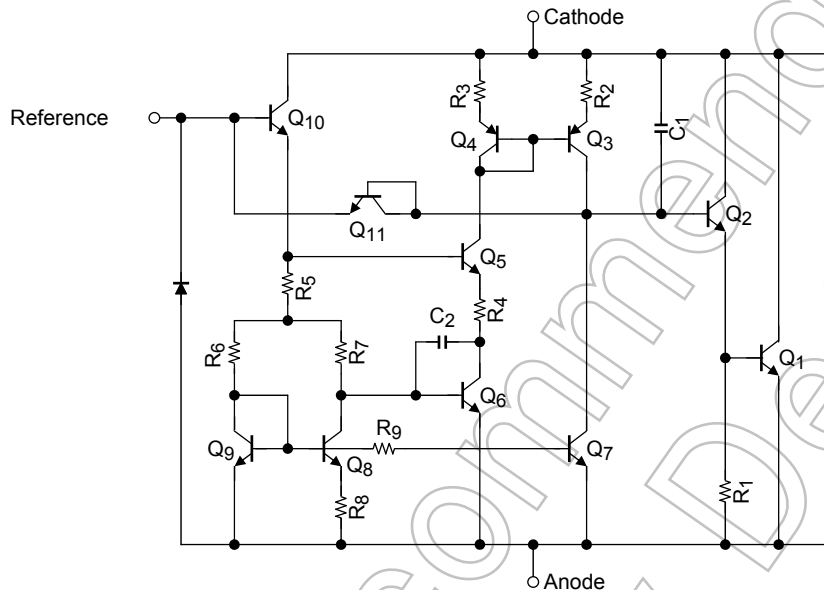 Cathode
Reference
Q10
R3
R2
Q4
Q3
C1
Q11
Q2
Q5
R5
R4
C2
R6
R7
Q6
Q1
R9
Q9
Q8
Q7
R8
R1
Anode